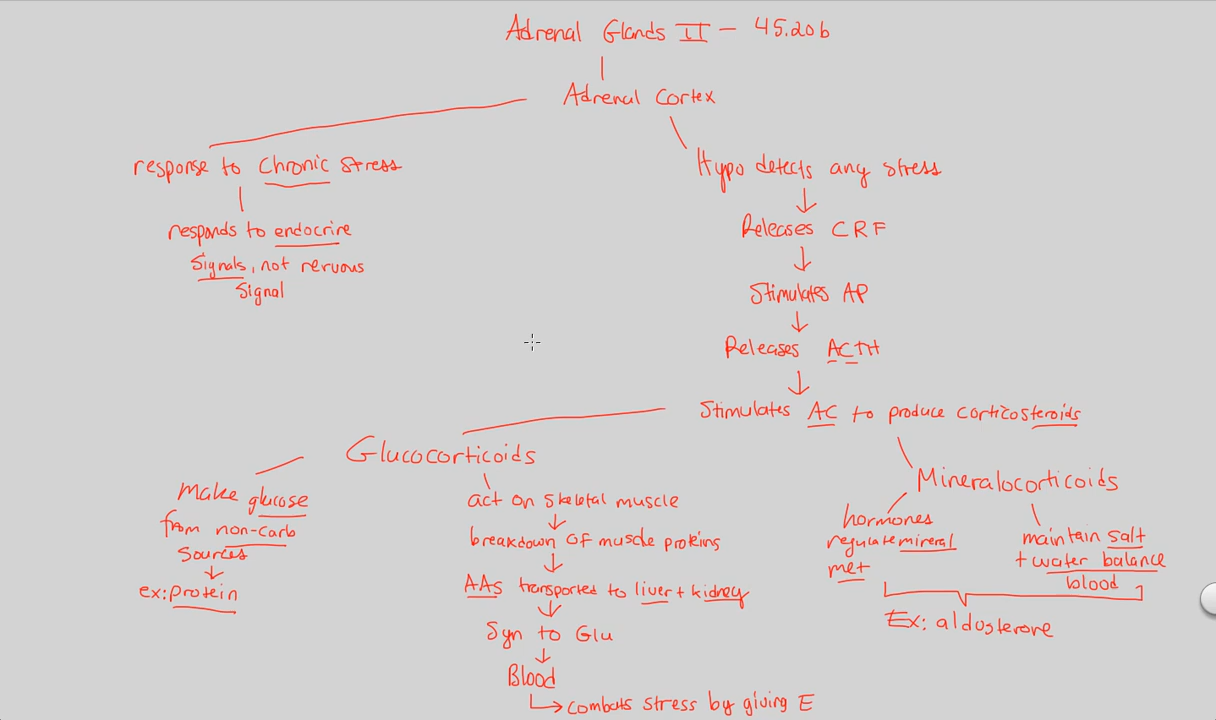 Adrenal Glands II - 45.20b
Adrenal Cortex
response to chronic stress
responds to endocrine
signals, not nervous
signal
Hypo detects any stress
Releases CRF
Stimulates AP
Releases ACTH
Stimulates AC to produce corticosteroids
Glucocorticoids
Make glucose
from non-carb
sources
ex: protein
act on skeletal muscle
breakdown of muscle proteins
AAs transported to liver + kidney
Syn to Glu
Blood
combats stress by giving E
Mineralocorticoids
hormones
regulate mineral
met
maintain salt
+ water balance
blood
Ex: aldosterone